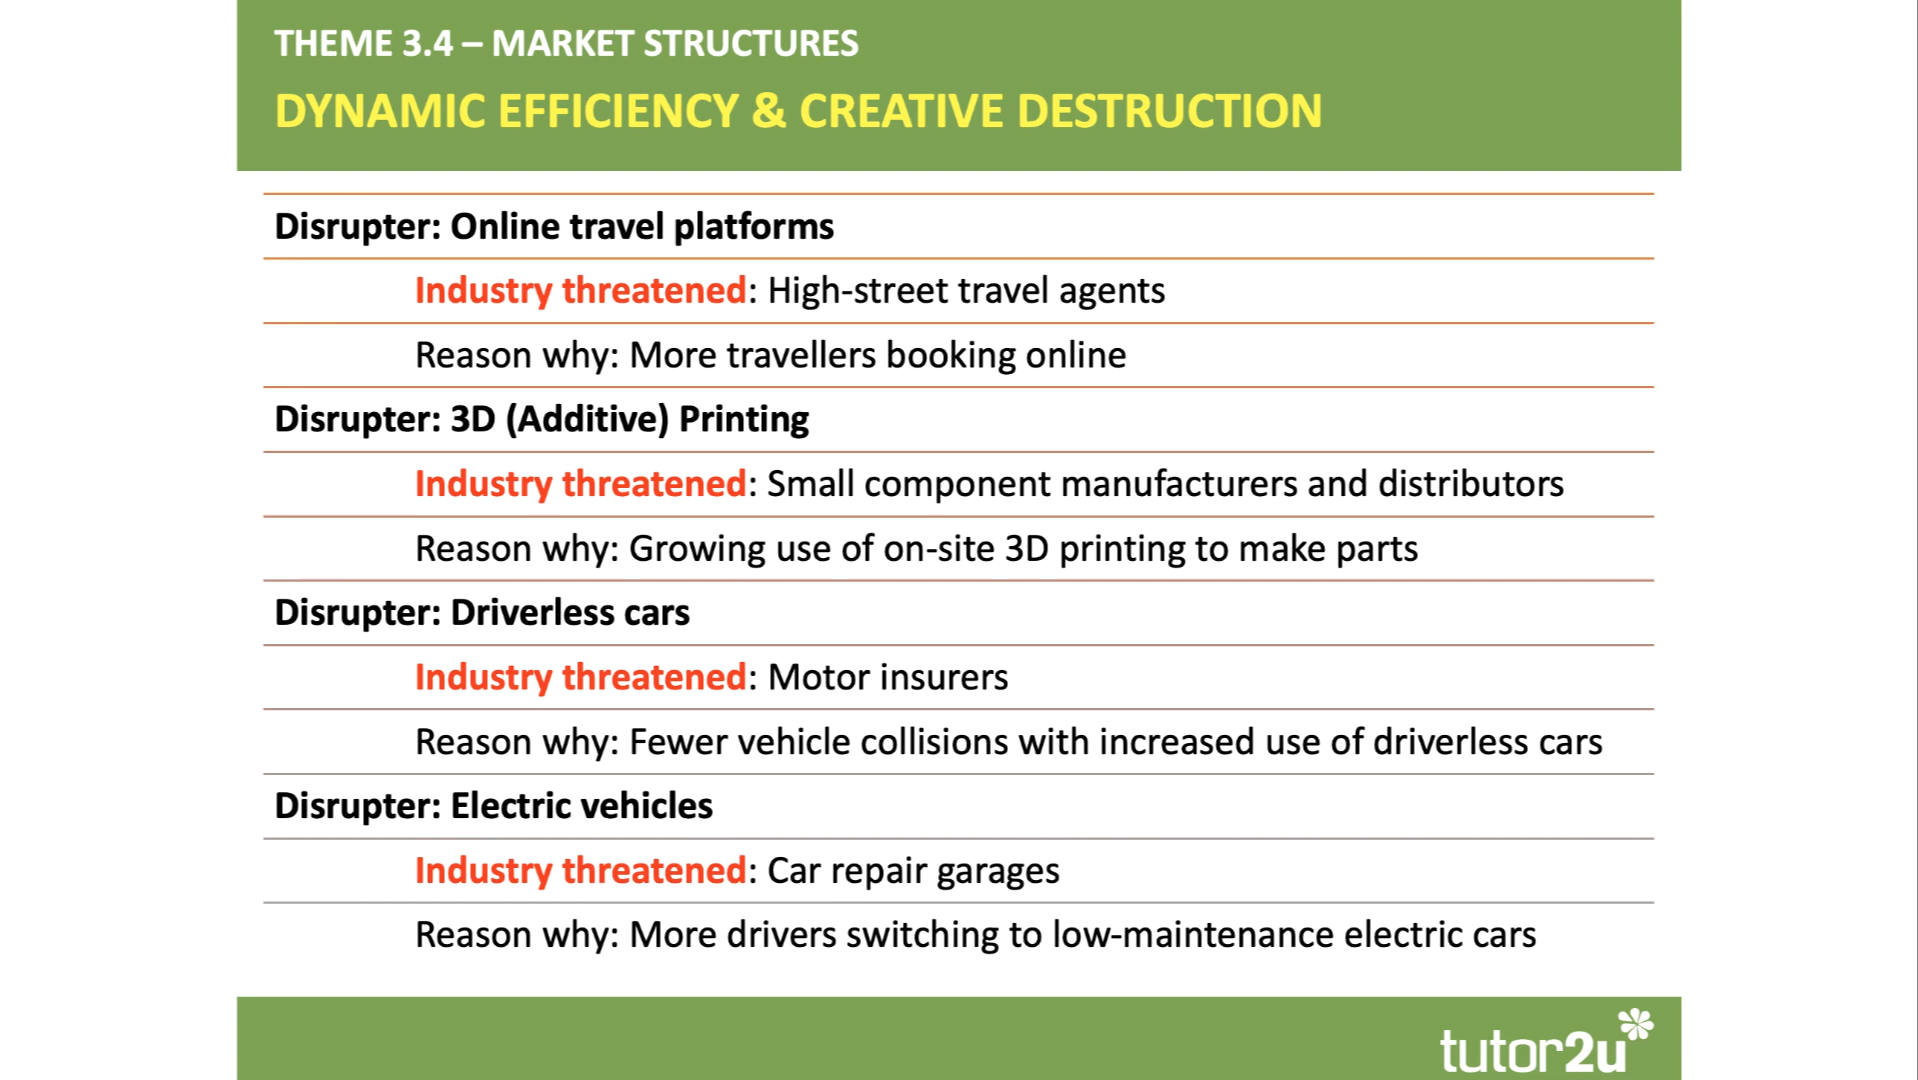 THEME 3.4 – MARKET STRUCTURES
DYNAMIC EFFICIENCY & CREATIVE DESTRUCTION
Disrupter: Online travel platforms
Industry threatened: High-street travel agents
Reason why: More travellers booking online
Disrupter: 3D (Additive) Printing
Industry threatened: Small component manufacturers and distributors
Reason why: Growing use of on-site 3D printing to make parts
Disrupter: Driverless cars
Industry threatened: Motor insurers
Reason why: Fewer vehicle collisions with increased use of driverless cars
Disrupter: Electric vehicles
Industry threatened: Car repair garages
Reason why: More drivers switching to low-maintenance electric cars
tutor2u